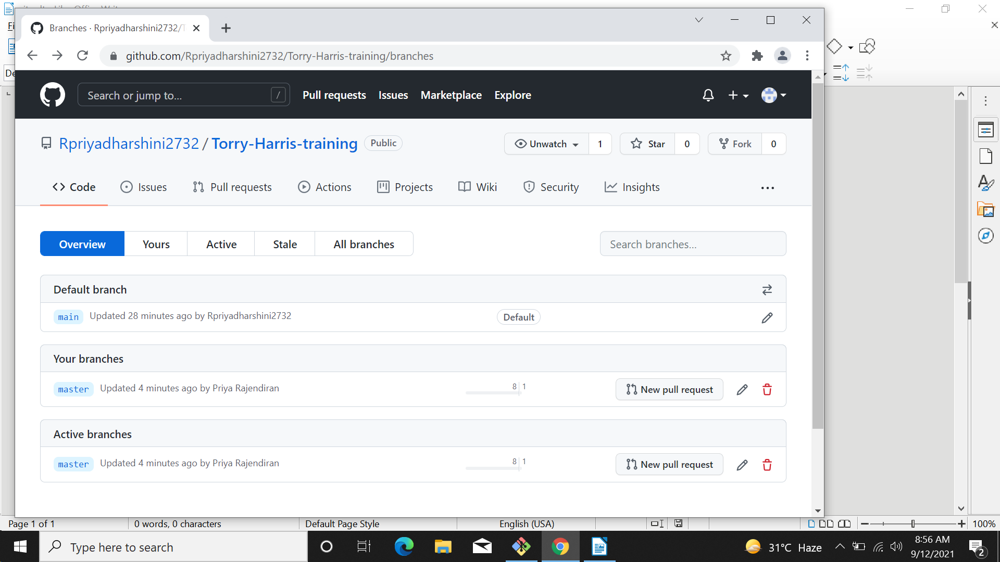 Branches · Rpriyadharshini2732/T
github.com/Rpriyadharshini2732/Torry-Harris-training/branches
Search or jump to... /
Pull requests Issues Marketplace Explore
Rpriyadharshini2732 / Torry-Harris-training Public
Unwatch 1 Star 0 Fork 0
Code Issues Pull requests Actions Projects Wiki Security Insights
Overview Yours Active Stale All branches Search branches...
Default branch
main Updated 28 minutes ago by Rpriyadharshini2732 Default
Your branches
master Updated 4 minutes ago by Priya Rajendiran 8 1 New pull request
Active branches
master Updated 4 minutes ago by Priya Rajendiran 8 1 New pull request
Page 1 of 1 0 words, 0 characters Default Page Style English (USA) 100%
Type here to search 31°C Haze 8:56 AM
9/12/2021 2